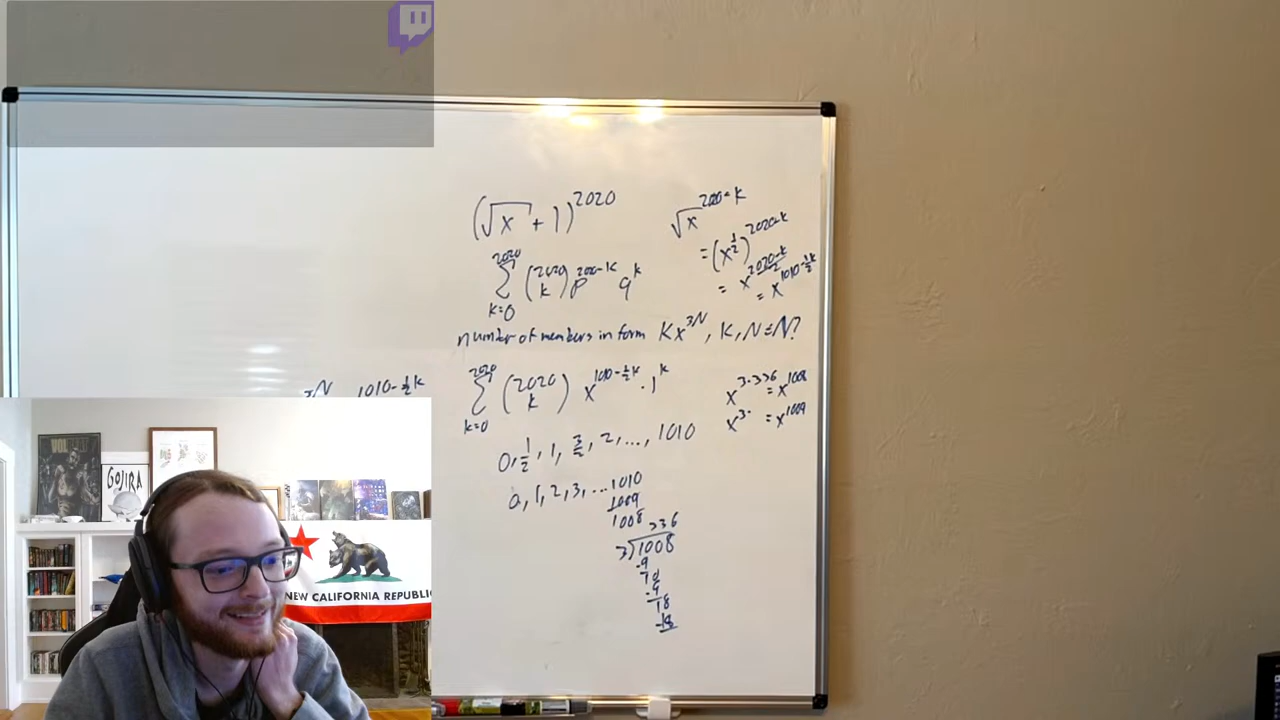 (√x + 1)^2020
√x^2020-k
= (x^1/2)^2020-k
= x^2020-k/2
= x^1010-1/2k
2020
Σ (2020 k) p^2020-k q^k
k=0
number of members in form Kx^3N, K, N ∈ N?
2020
Σ (2020 k) x^1010-1/2k · 1^k
k=0
x^3·336 = x^1008
x^3· = x^1009
3N 1010-1/2k
0, 1/2, 1, 3/2, 2, ..., 1010
0, 1, 2, 3, ... 1010
1009
1008
336
3)1008
-9
10
-9
18
-18
GOJIRA
NEW CALIFORNIA REPUBLIC